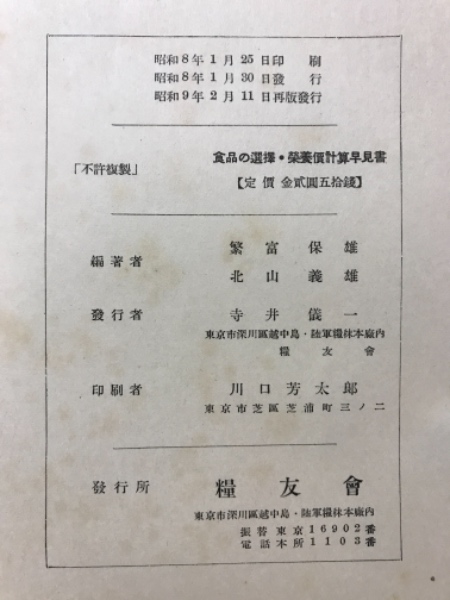 昭和8年1月25日印刷
昭和8年1月30日發行
昭和9年2月11日再版發行
「不許複製」
食品の選擇・榮養價計算早見書
【定價 金貳圓五拾錢】
編著者
繁富保雄
北山義雄
發行者
寺井儀一
東京市深川區越中島・陸軍糧秣本廠内
糧友會
印刷者
川口芳太郎
東京市芝區芝浦町三ノ二
發行所
糧友會
東京市深川區越中島・陸軍糧秣本廠内
振替東京16902番
電話本所1103番